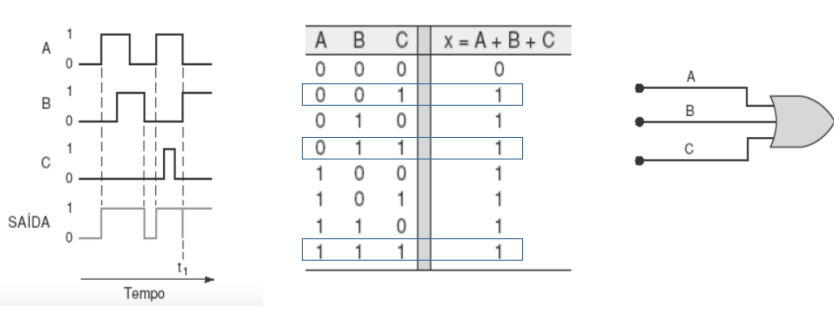 A 1
0
B 1
0
C 1
0
SAÍDA 1
0
t1
Tempo
A B C x = A + B + C
0 0 0 0
0 0 1 1
0 1 0 1
0 1 1 1
1 0 0 1
1 0 1 1
1 1 0 1
1 1 1 1
A
B
C